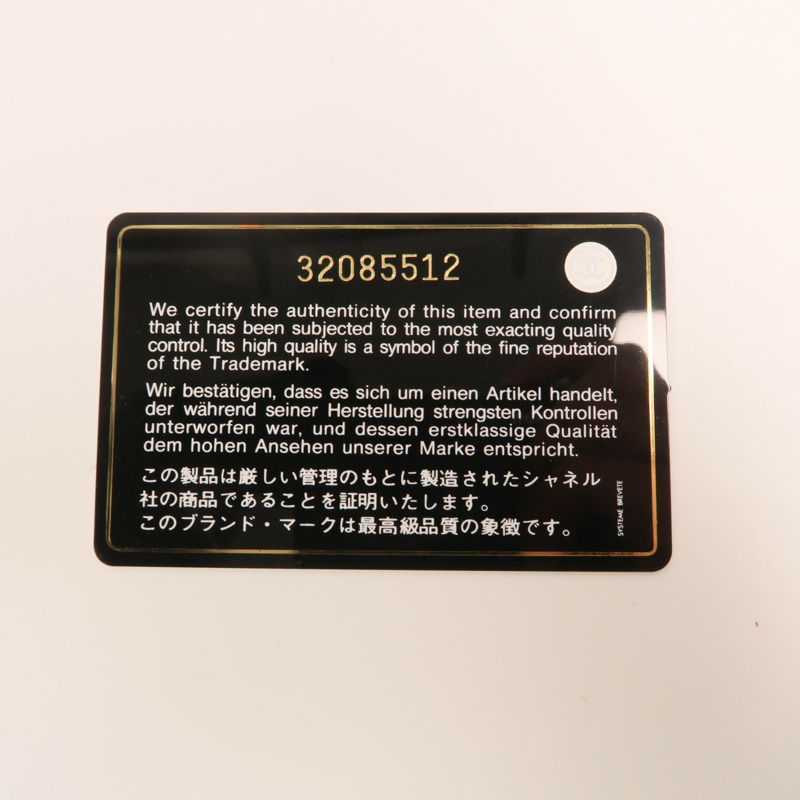 32085512
We certify the authenticity of this item and confirm
that it has been subjected to the most exacting quality
control. Its high quality is a symbol of the fine reputation
of the Trademark.
Wir bestätigen, dass es sich um einen Artikel handelt,
der während seiner Herstellung strengsten Kontrollen
unterworfen war, und dessen erstklassige Qualität
dem hohen Ansehen unserer Marke entspricht.
この製品は厳しい管理のもとに製造されたシャネル
社の商品であることを証明いたします。
このブランド・マークは最高級品質の象徴です。
SYSTEME BREVETE